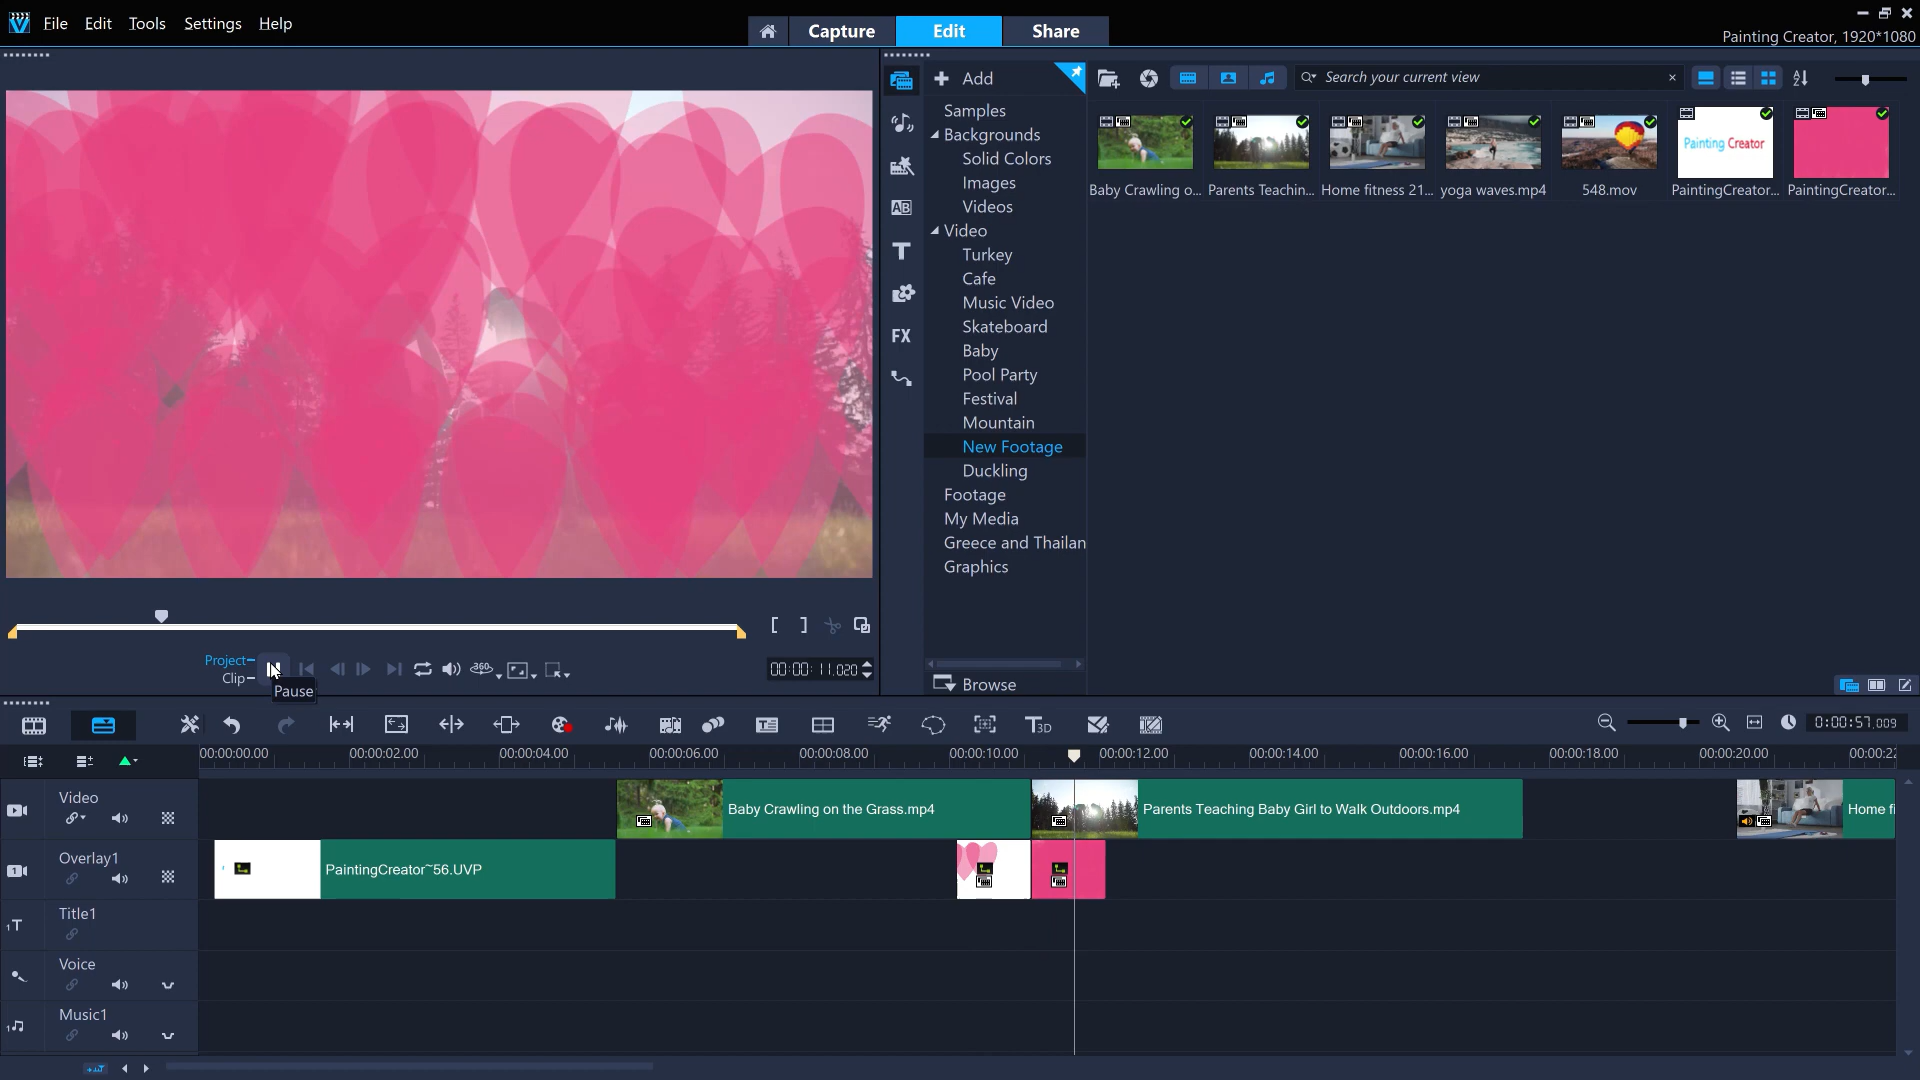 File Edit Tools Settings Help
Capture Edit Share
Painting Creator, 1920*1080
Add
Search your current view
Samples
Backgrounds
Solid Colors
Images
Videos
Video
Turkey
Cafe
Music Video
Skateboard
Baby
Pool Party
Festival
Mountain
New Footage
Duckling
Footage
My Media
Greece and Thailan
Graphics
Browse
AB
T
FX
Painting Creator
Baby Crawling o... Parents Teachin... Home fitness 21... yoga waves.mp4 548.mov PaintingCreator... PaintingCreator...
Project
Clip
Pause
360
00:00:11.020
T3D
0:00:57.009
00:00:00.00 00:00:02.00 00:00:04.00 00:00:06.00 00:00:08.00 00:00:10.00 00:00:12.00 00:00:14.00 00:00:16.00 00:00:18.00 00:00:20.00 00:00:22
Video
Baby Crawling on the Grass.mp4
Parents Teaching Baby Girl to Walk Outdoors.mp4
Home fi
Overlay1
PaintingCreator~56.UVP
Title1
Voice
Music1